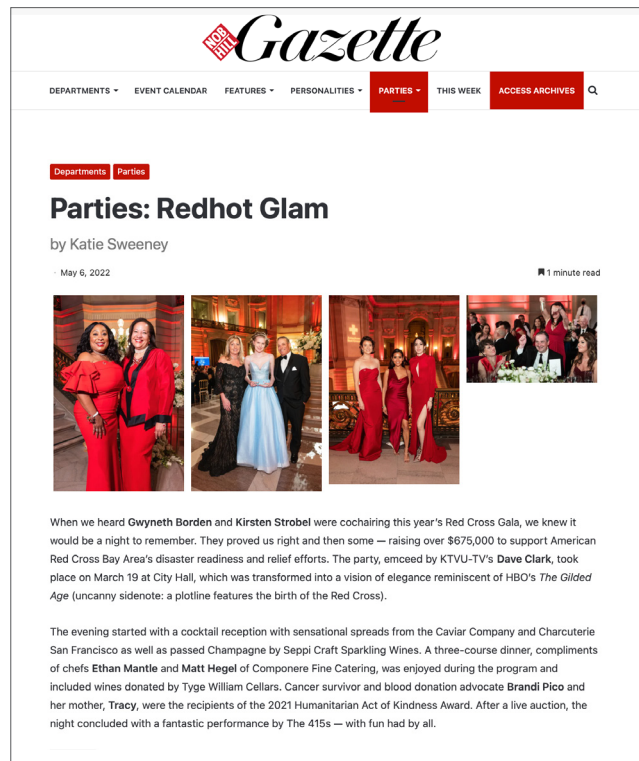 NOB HILL Gazette
DEPARTMENTS EVENT CALENDAR FEATURES PERSONALITIES PARTIES THIS WEEK ACCESS ARCHIVES
Departments Parties
Parties: Redhot Glam
by Katie Sweeney
· May 6, 2022 1 minute read
When we heard Gwyneth Borden and Kirsten Strobel were cochairing this year's Red Cross Gala, we knew it
would be a night to remember. They proved us right and then some — raising over $675,000 to support American
Red Cross Bay Area's disaster readiness and relief efforts. The party, emceed by KTVU-TV's Dave Clark, took
place on March 19 at City Hall, which was transformed into a vision of elegance reminiscent of HBO's The Gilded
Age (uncanny sidenote: a plotline features the birth of the Red Cross).
The evening started with a cocktail reception with sensational spreads from the Caviar Company and Charcuterie
San Francisco as well as passed Champagne by Seppi Craft Sparkling Wines. A three-course dinner, compliments
of chefs Ethan Mantle and Matt Hegel of Componere Fine Catering, was enjoyed during the program and
included wines donated by Tyge William Cellars. Cancer survivor and blood donation advocate Brandi Pico and
her mother, Tracy, were the recipients of the 2021 Humanitarian Act of Kindness Award. After a live auction, the
night concluded with a fantastic performance by The 415s — with fun had by all.